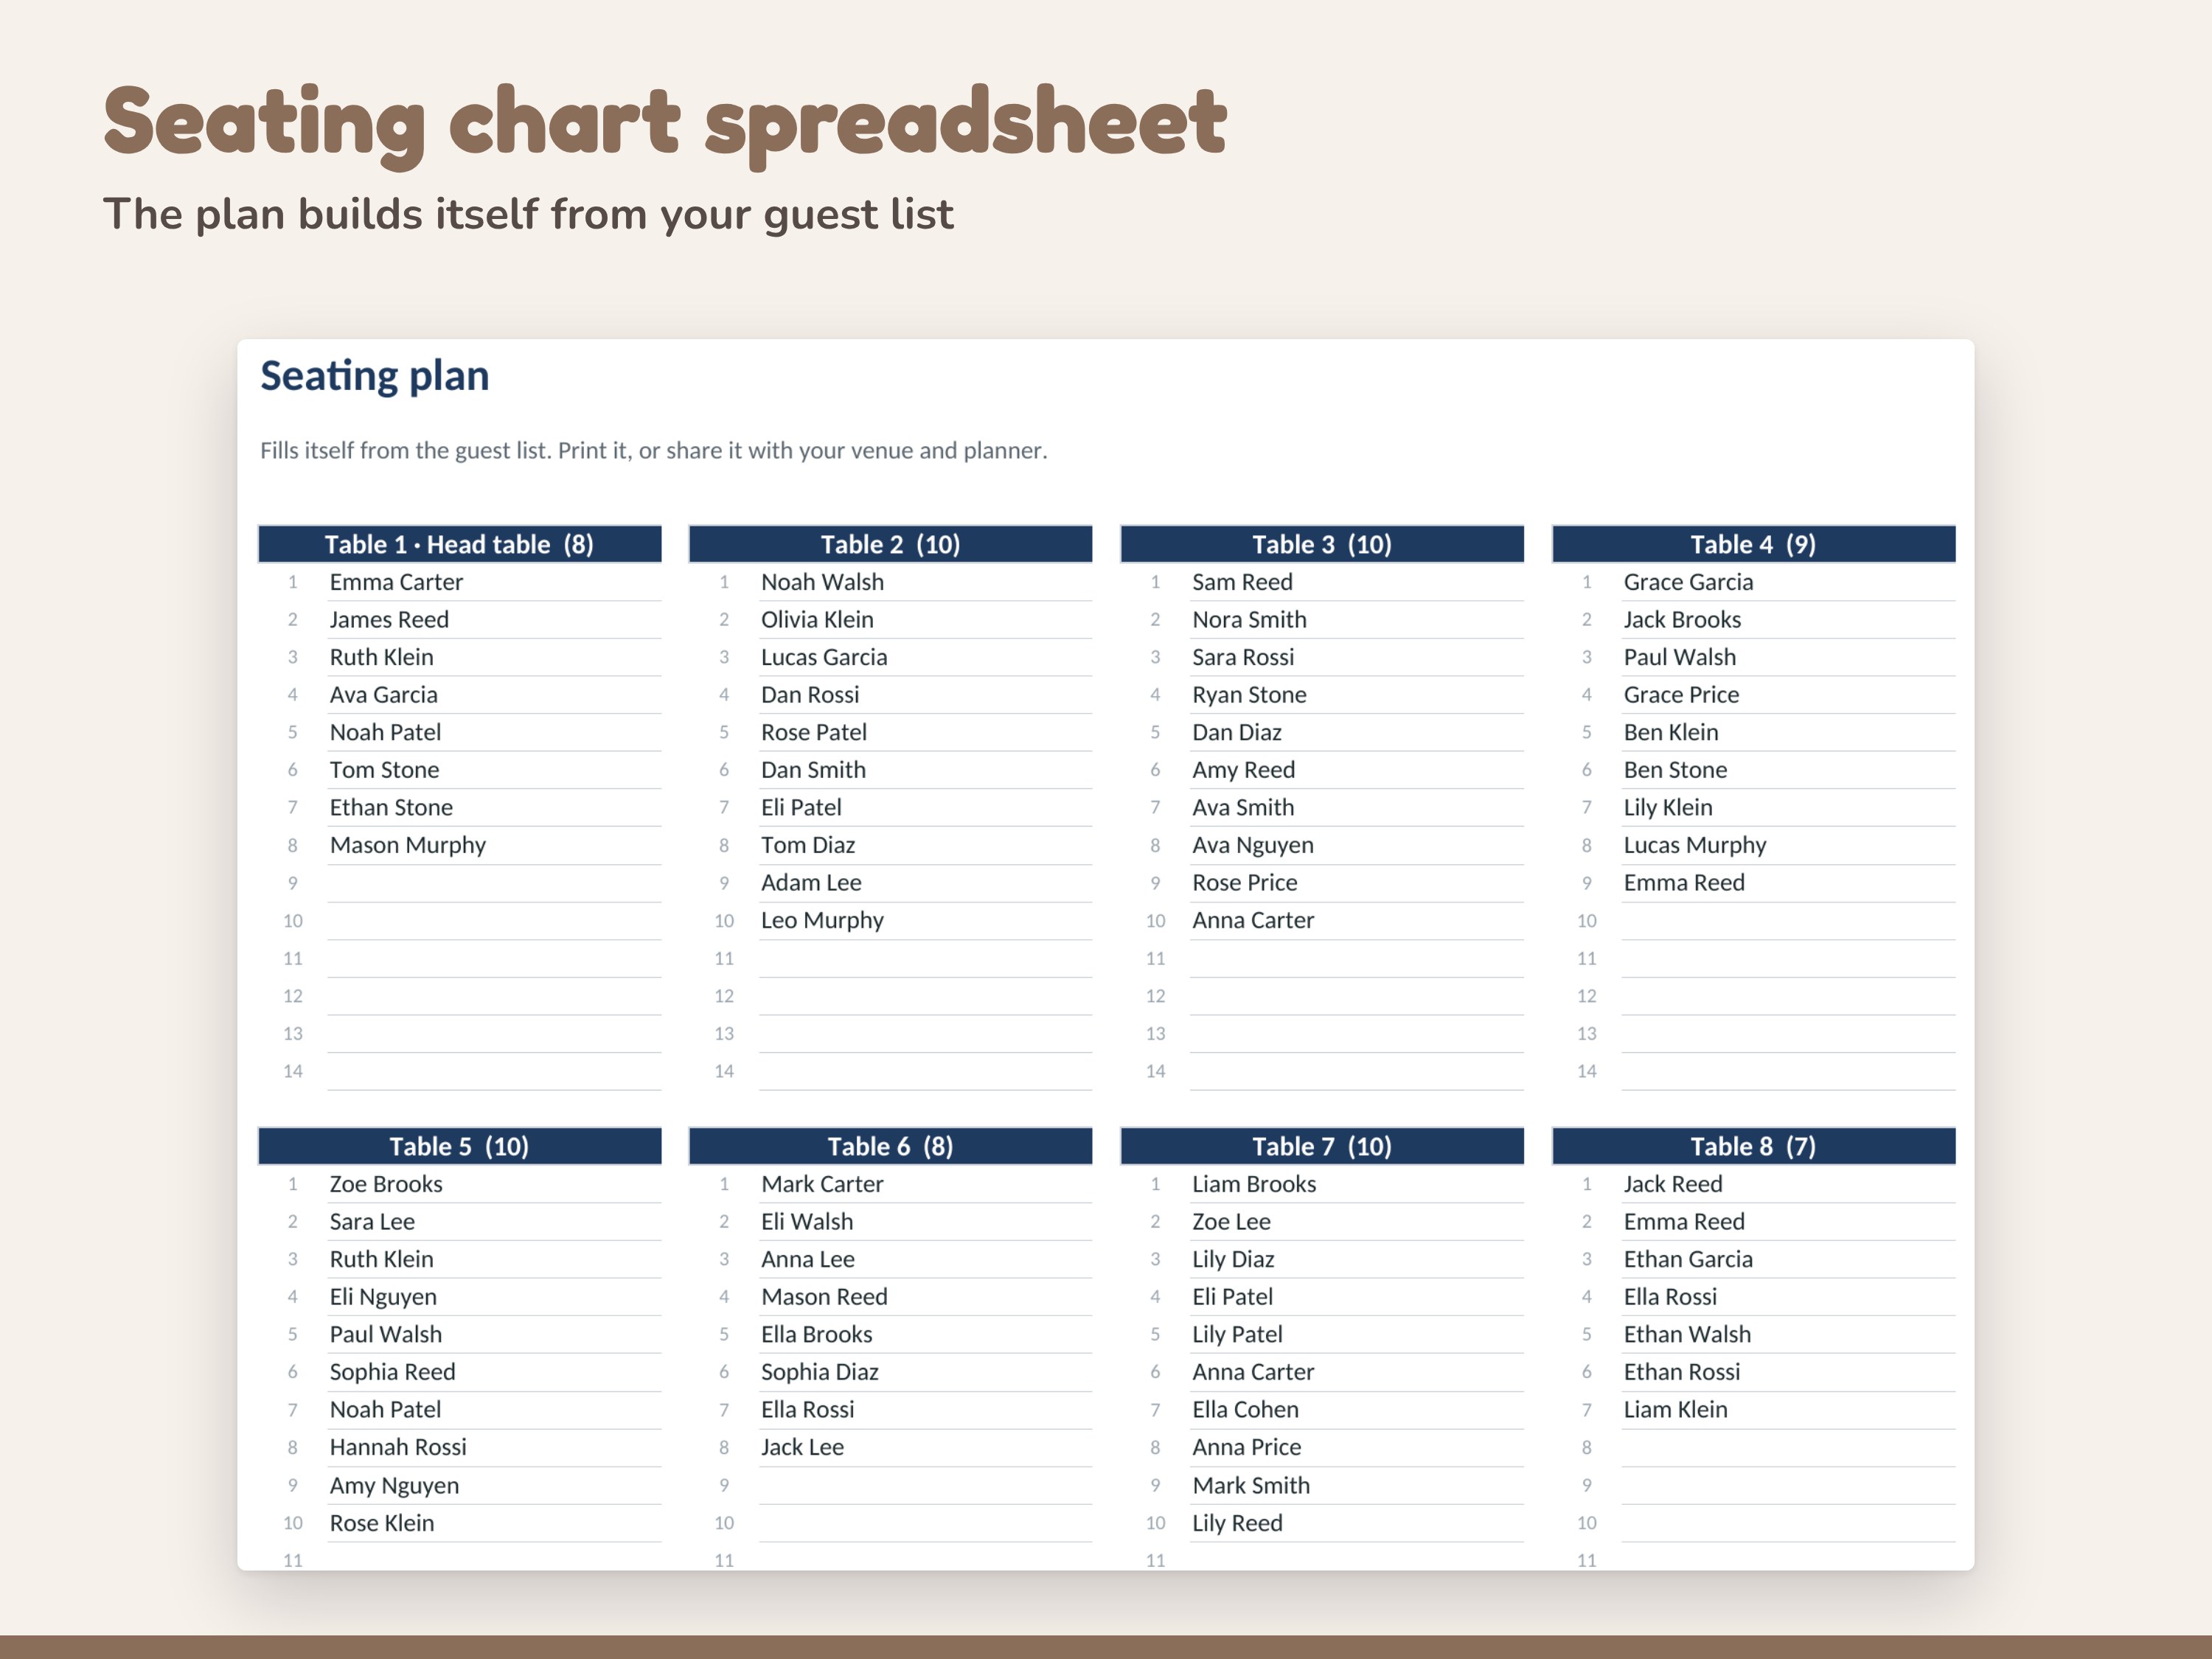 Seating chart spreadsheet
The plan builds itself from your guest list
Seating plan
Fills itself from the guest list. Print it, or share it with your venue and planner.
Table 1 · Head table (8)
1 Emma Carter
2 James Reed
3 Ruth Klein
4 Ava Garcia
5 Noah Patel
6 Tom Stone
7 Ethan Stone
8 Mason Murphy
9
10
11
12
13
14
Table 2 (10)
1 Noah Walsh
2 Olivia Klein
3 Lucas Garcia
4 Dan Rossi
5 Rose Patel
6 Dan Smith
7 Eli Patel
8 Tom Diaz
9 Adam Lee
10 Leo Murphy
11
12
13
14
Table 3 (10)
1 Sam Reed
2 Nora Smith
3 Sara Rossi
4 Ryan Stone
5 Dan Diaz
6 Amy Reed
7 Ava Smith
8 Ava Nguyen
9 Rose Price
10 Anna Carter
11
12
13
14
Table 4 (9)
1 Grace Garcia
2 Jack Brooks
3 Paul Walsh
4 Grace Price
5 Ben Klein
6 Ben Stone
7 Lily Klein
8 Lucas Murphy
9 Emma Reed
10
11
12
13
14
Table 5 (10)
1 Zoe Brooks
2 Sara Lee
3 Ruth Klein
4 Eli Nguyen
5 Paul Walsh
6 Sophia Reed
7 Noah Patel
8 Hannah Rossi
9 Amy Nguyen
10 Rose Klein
11
Table 6 (8)
1 Mark Carter
2 Eli Walsh
3 Anna Lee
4 Mason Reed
5 Ella Brooks
6 Sophia Diaz
7 Ella Rossi
8 Jack Lee
9
10
11
Table 7 (10)
1 Liam Brooks
2 Zoe Lee
3 Lily Diaz
4 Eli Patel
5 Lily Patel
6 Anna Carter
7 Ella Cohen
8 Anna Price
9 Mark Smith
10 Lily Reed
11
Table 8 (7)
1 Jack Reed
2 Emma Reed
3 Ethan Garcia
4 Ella Rossi
5 Ethan Walsh
6 Ethan Rossi
7 Liam Klein
8
9
10
11